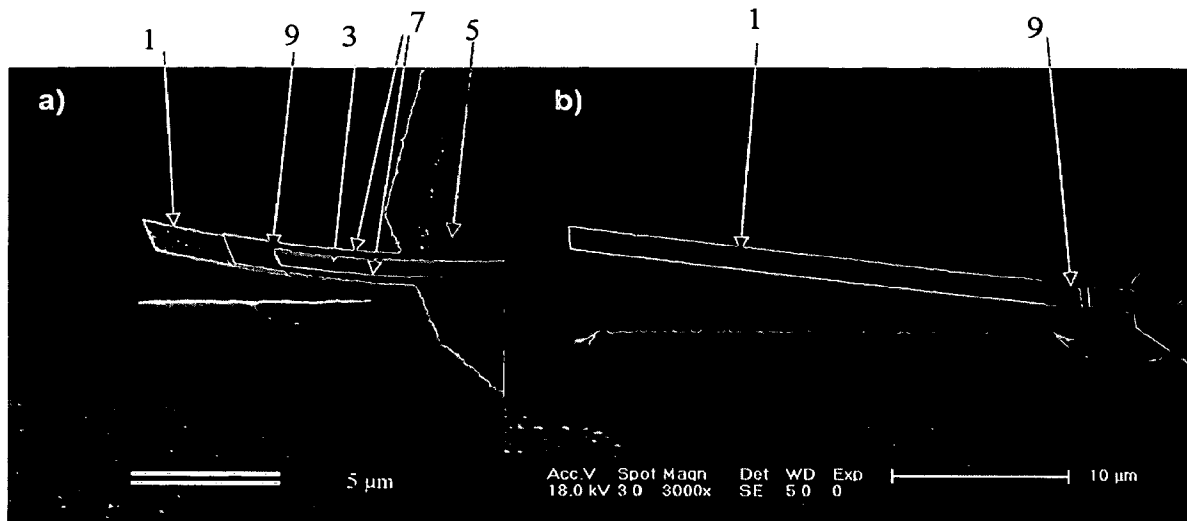 1 9 3 7 5 1 9
a) b)
5 µm
Acc.V Spot Magn Det WD Exp
18.0 kV 3.0 3000x SE 5.0 0
10 µm